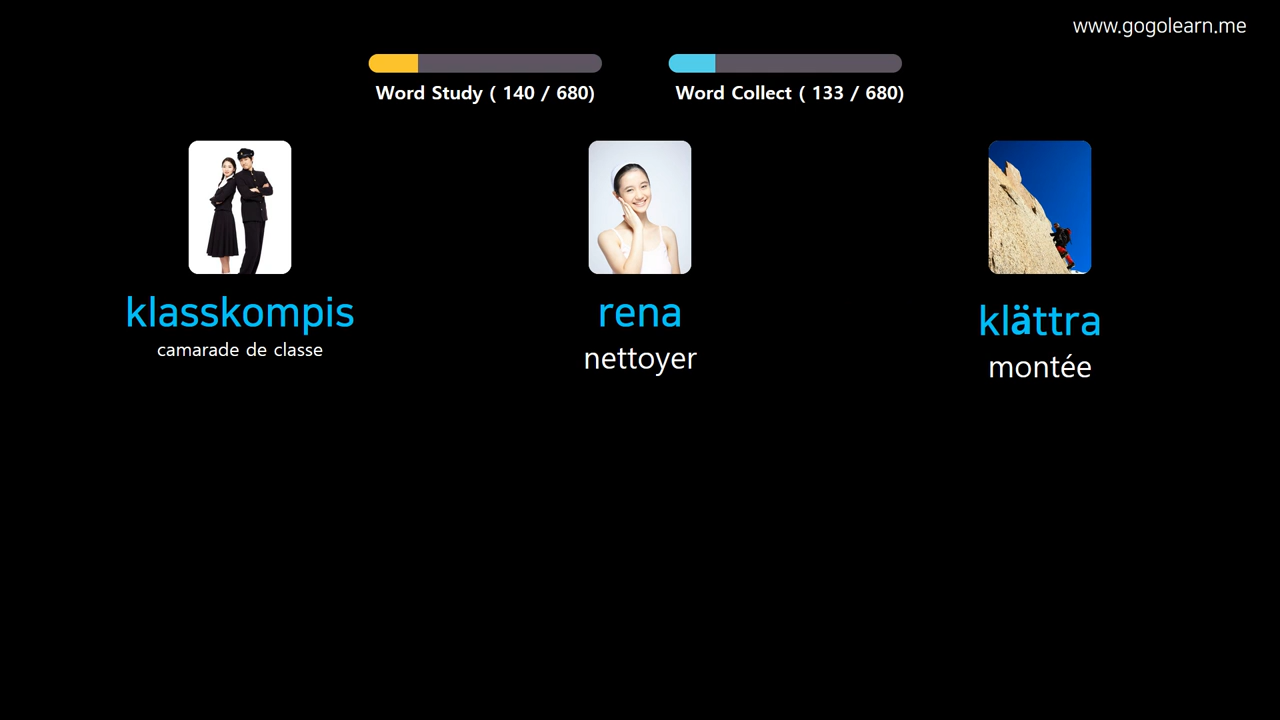 www.gogolearn.me
Word Study ( 140 / 680)
Word Collect ( 133 / 680)
klasskompis
camarade de classe
rena
nettoyer
klättra
montée